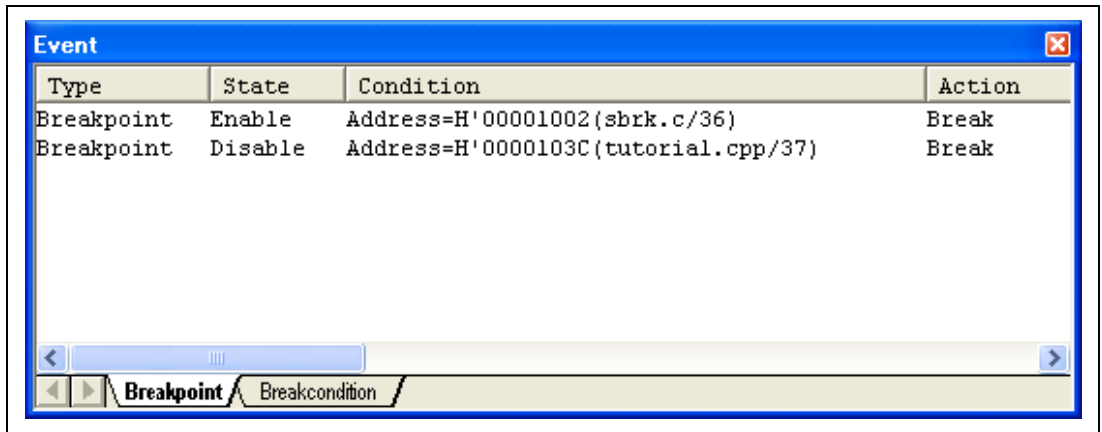 Event
Type State Condition Action
Breakpoint Enable Address=H'00001002(sbrk.c/36) Break
Breakpoint Disable Address=H'0000103C(tutorial.cpp/37) Break
Breakpoint Breakcondition